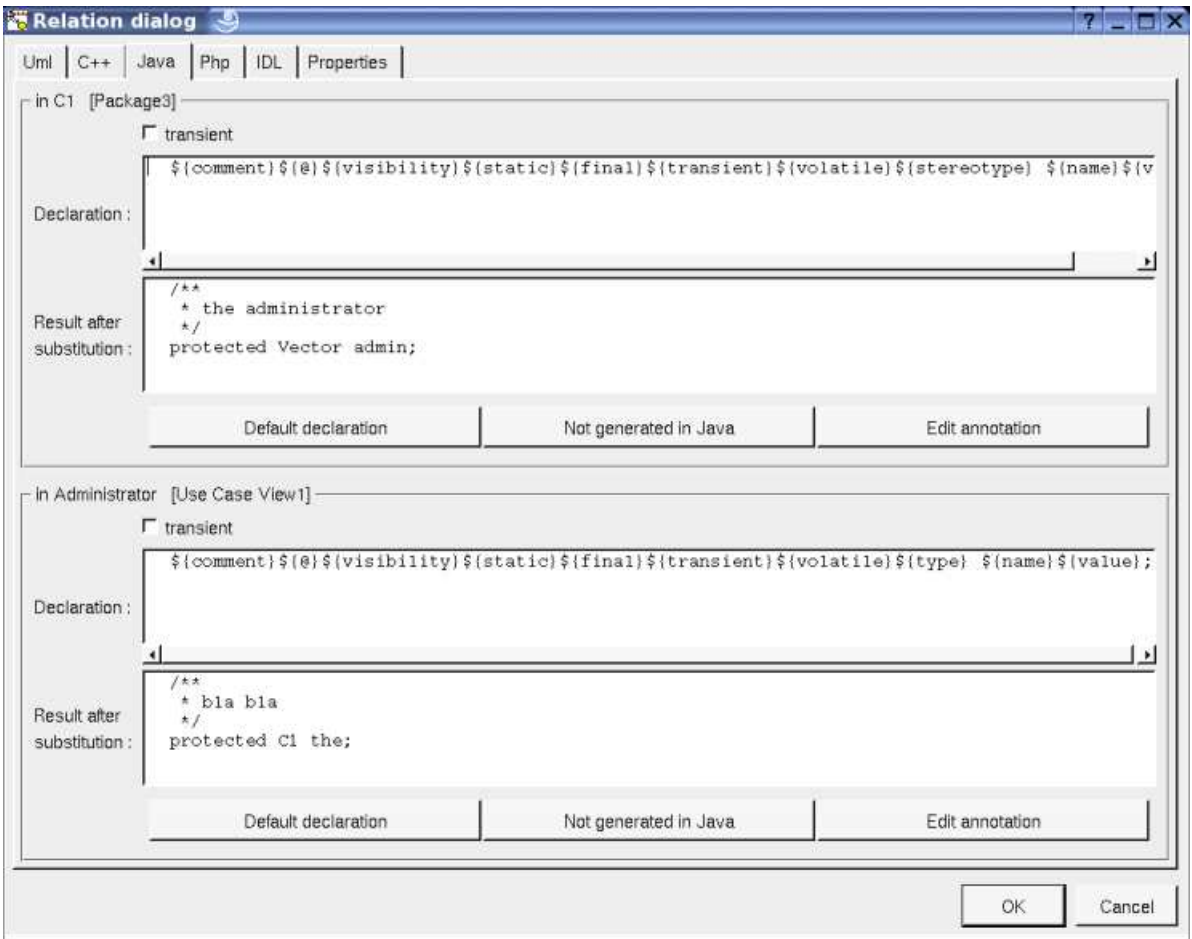 Relation dialog
Uml C++ Java Php IDL Properties
in C1 [Package3]
transient
Declaration :
${comment}${@}${visibility}${static}${final}${transient}${volatile}${stereotype} ${name}${v
Result after
substitution :
/**
* the administrator
*/
protected Vector admin;
Default declaration Not generated in Java Edit annotation
in Administrator [Use Case View1]
transient
Declaration :
${comment}${@}${visibility}${static}${final}${transient}${volatile}${type} ${name}${value};
Result after
substitution :
/**
* bla bla
*/
protected C1 the;
Default declaration Not generated in Java Edit annotation
OK Cancel